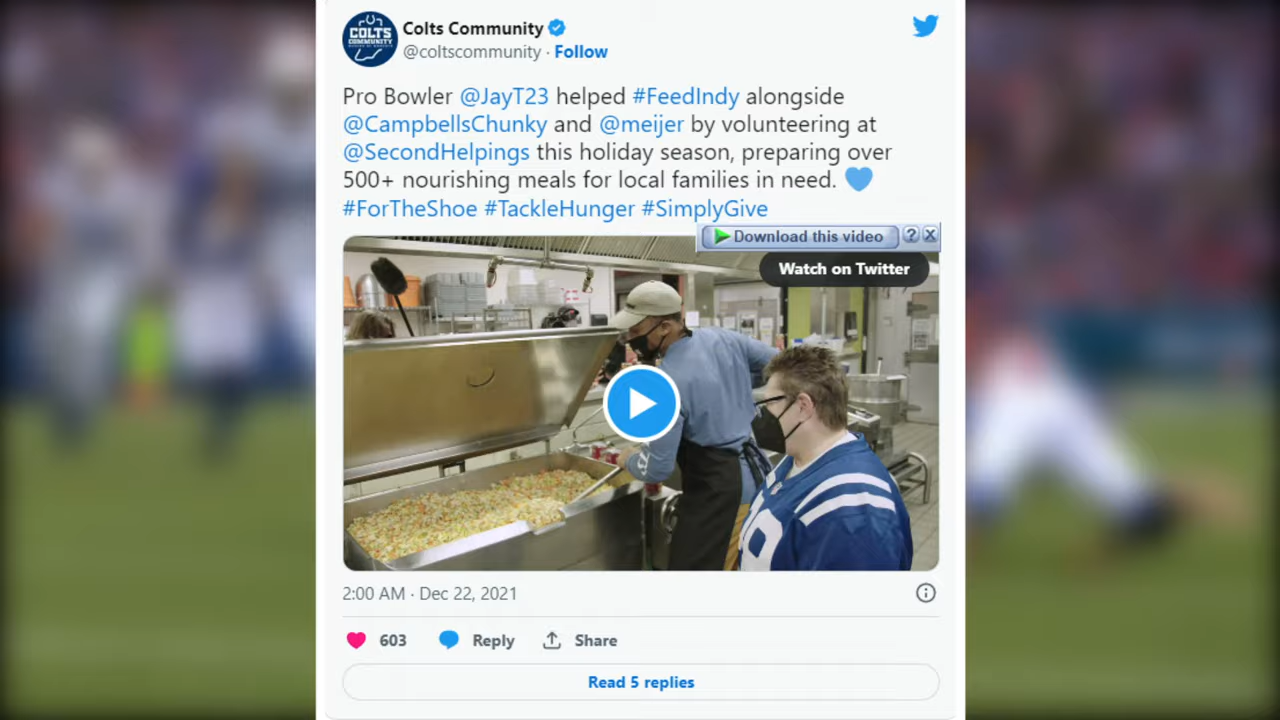 COLTS
COMMUNITY
Colts Community
@coltscommunity · Follow
Pro Bowler @JayT23 helped #FeedIndy alongside
@CampbellsChunky and @meijer by volunteering at
@SecondHelpings this holiday season, preparing over
500+ nourishing meals for local families in need. 💙
#ForTheShoe #TackleHunger #SimplyGive
Download this video ? X
Watch on Twitter
2:00 AM · Dec 22, 2021
603 Reply Share
Read 5 replies